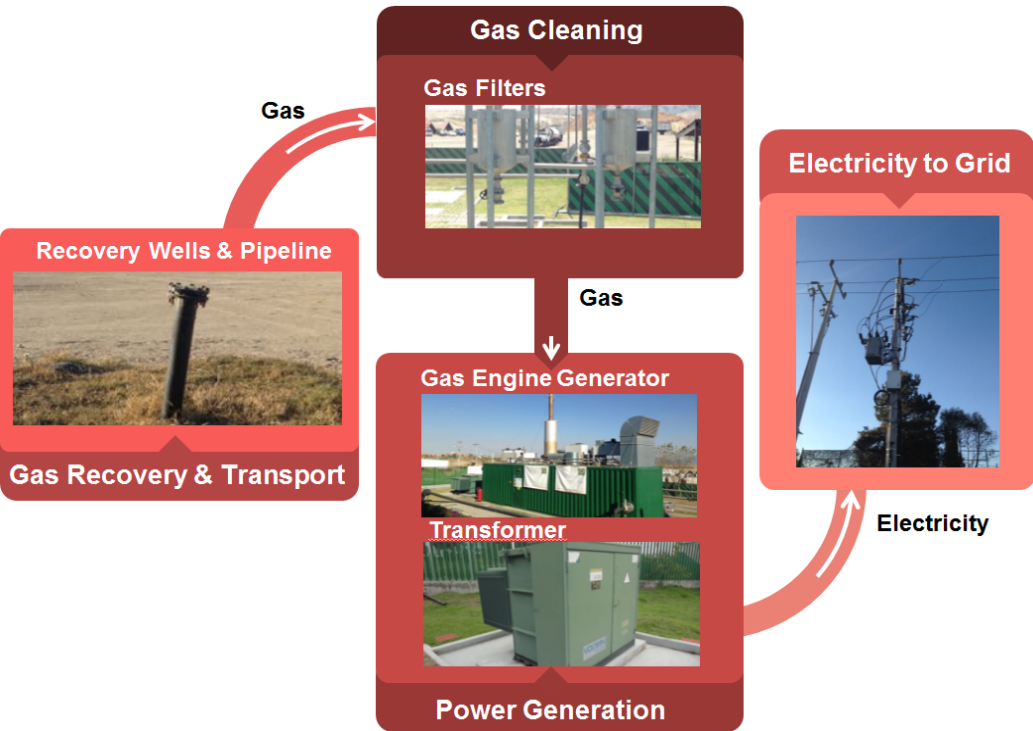 Gas Cleaning
Gas Filters
Gas
Electricity to Grid
Recovery Wells & Pipeline
Gas
Gas Recovery & Transport
Gas Engine Generator
Transformer
Electricity
Power Generation